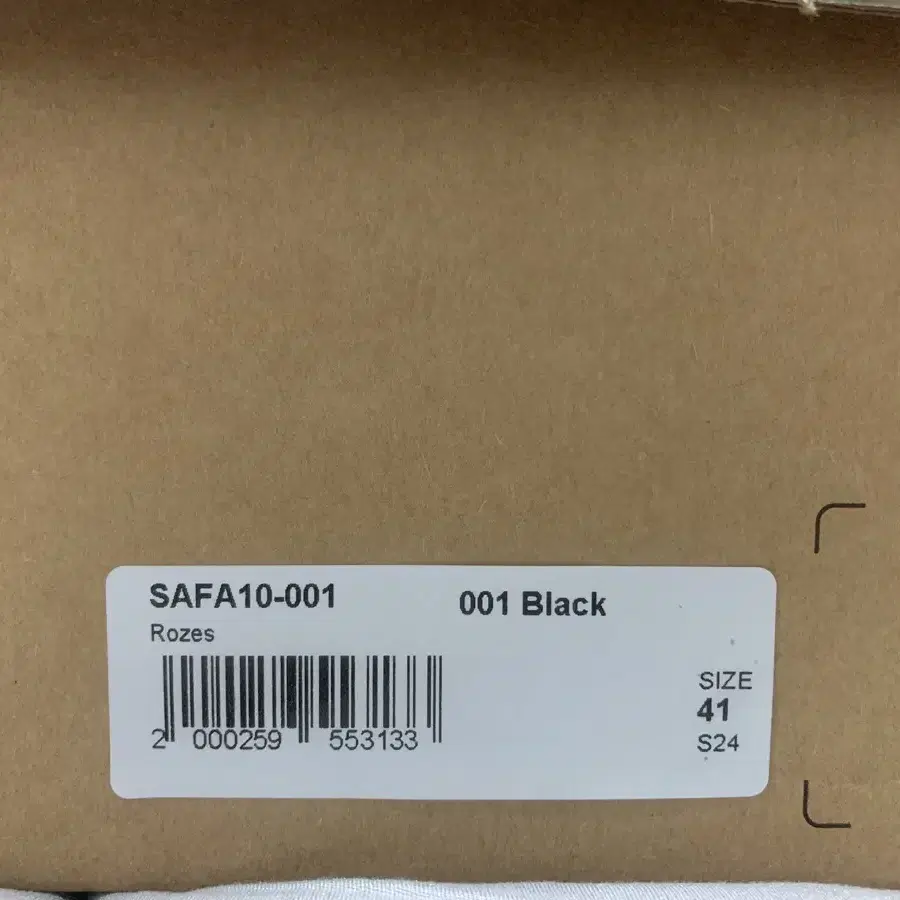 SAFA10-001 001 Black
Rozes
2 000259 553133
SIZE
41
S24